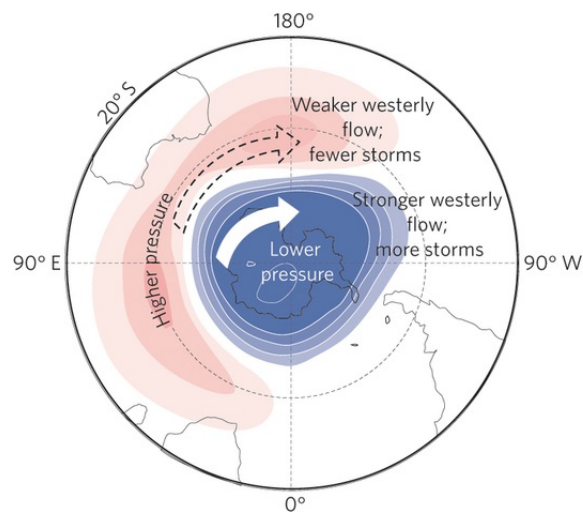 180°
20° S
Weaker westerly
flow;
fewer storms
Stronger westerly
flow;
more storms
Higher pressure
Lower
pressure
90° E
90° W
0°